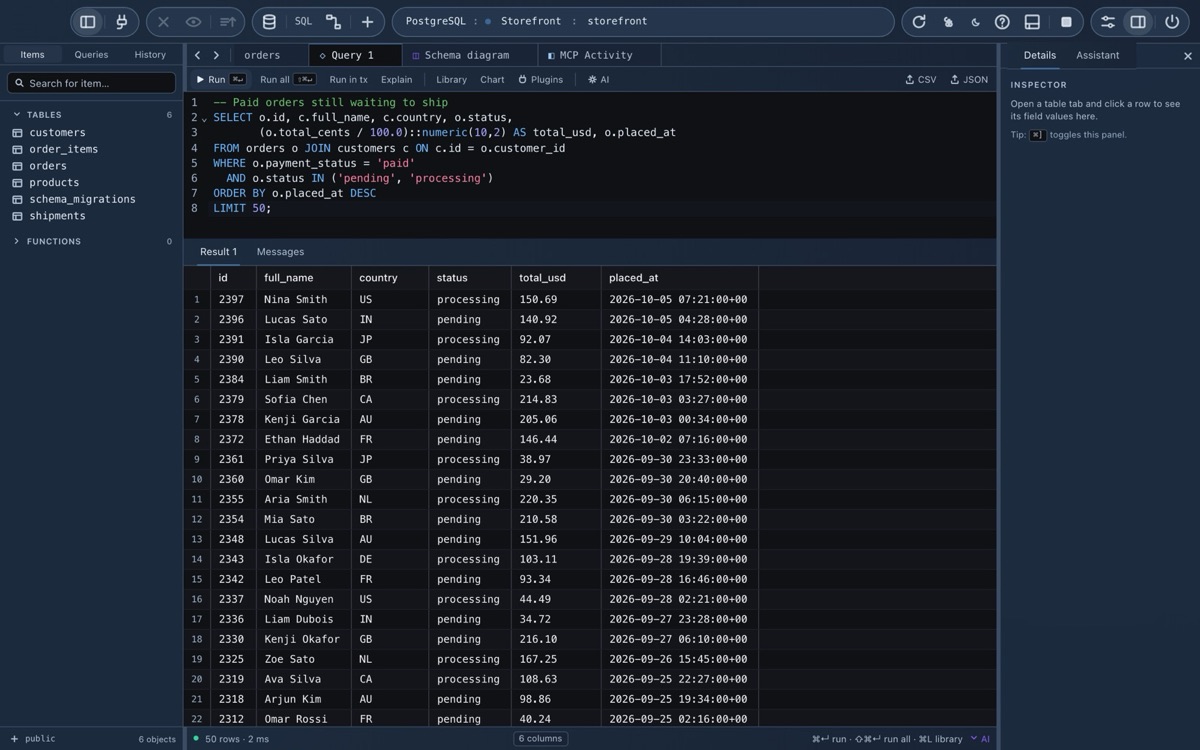 SQL PostgreSQL : Storefront : storefront
Items Queries History
orders Query 1 Schema diagram MCP Activity
Details Assistant
Search for item...
Run ⌘↵ Run all ⇧⌘↵ Run in tx Explain Library Chart Plugins AI CSV JSON
TABLES 6
customers
order_items
orders
products
schema_migrations
shipments
FUNCTIONS 0
1 -- Paid orders still waiting to ship
2 SELECT o.id, c.full_name, c.country, o.status,
3 (o.total_cents / 100.0)::numeric(10,2) AS total_usd, o.placed_at
4 FROM orders o JOIN customers c ON c.id = o.customer_id
5 WHERE o.payment_status = 'paid'
6 AND o.status IN ('pending', 'processing')
7 ORDER BY o.placed_at DESC
8 LIMIT 50;
INSPECTOR
Open a table tab and click a row to see
its field values here.
Tip: ⌘] toggles this panel.
Result 1 Messages
id full_name country status total_usd placed_at
1 2397 Nina Smith US processing 150.69 2026-10-05 07:21:00+00
2 2396 Lucas Sato IN pending 140.92 2026-10-05 04:28:00+00
3 2391 Isla Garcia JP processing 92.07 2026-10-04 14:03:00+00
4 2390 Leo Silva GB pending 82.30 2026-10-04 11:10:00+00
5 2384 Liam Smith BR pending 23.68 2026-10-03 17:52:00+00
6 2379 Sofia Chen CA processing 214.83 2026-10-03 03:27:00+00
7 2378 Kenji Garcia AU pending 205.06 2026-10-03 00:34:00+00
8 2372 Ethan Haddad FR pending 146.44 2026-10-02 07:16:00+00
9 2361 Priya Silva JP processing 38.97 2026-09-30 23:33:00+00
10 2360 Omar Kim GB pending 29.20 2026-09-30 20:40:00+00
11 2355 Aria Smith NL processing 220.35 2026-09-30 06:15:00+00
12 2354 Mia Sato BR pending 210.58 2026-09-30 03:22:00+00
13 2348 Lucas Silva AU pending 151.96 2026-09-29 10:04:00+00
14 2343 Isla Okafor DE processing 103.11 2026-09-28 19:39:00+00
15 2342 Leo Patel FR pending 93.34 2026-09-28 16:46:00+00
16 2337 Noah Nguyen US processing 44.49 2026-09-28 02:21:00+00
17 2336 Liam Dubois IN pending 34.72 2026-09-27 23:28:00+00
18 2330 Kenji Okafor GB pending 216.10 2026-09-27 06:10:00+00
19 2325 Zoe Sato NL processing 167.25 2026-09-26 15:45:00+00
20 2319 Ava Silva CA processing 108.63 2026-09-25 22:27:00+00
21 2318 Arjun Kim AU pending 98.86 2026-09-25 19:34:00+00
22 2312 Omar Rossi FR pending 40.24 2026-09-25 02:16:00+00
+ public 6 objects 50 rows · 2 ms 6 columns ⌘↵ run · ⇧⌘↵ run all · ⌘L library AI